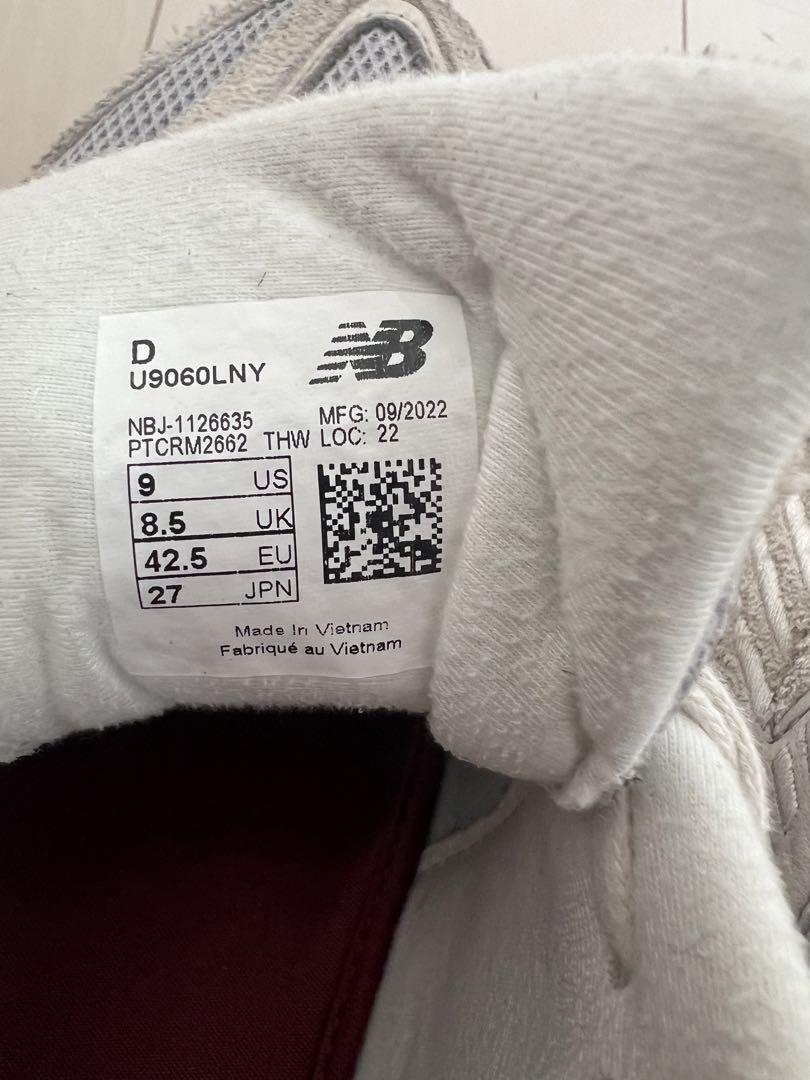 D
U9060LNY
NB
NBJ-1126635 MFG: 09/2022
PTCRM2662 THW LOC: 22
9 US
8.5 UK
42.5 EU
27 JPN
Made In Vietnam
Fabriqué au Vietnam